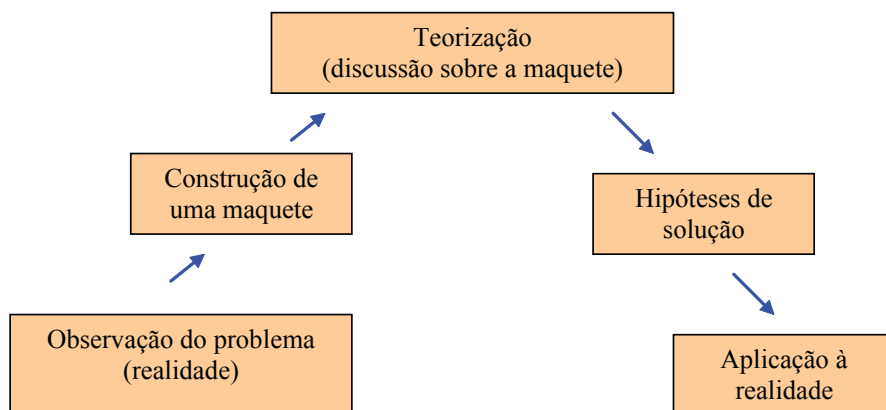 Teorização
(discussão sobre a maquete)
Construção de
uma maquete
Hipóteses de
solução
Observação do problema
(realidade)
Aplicação à
realidade